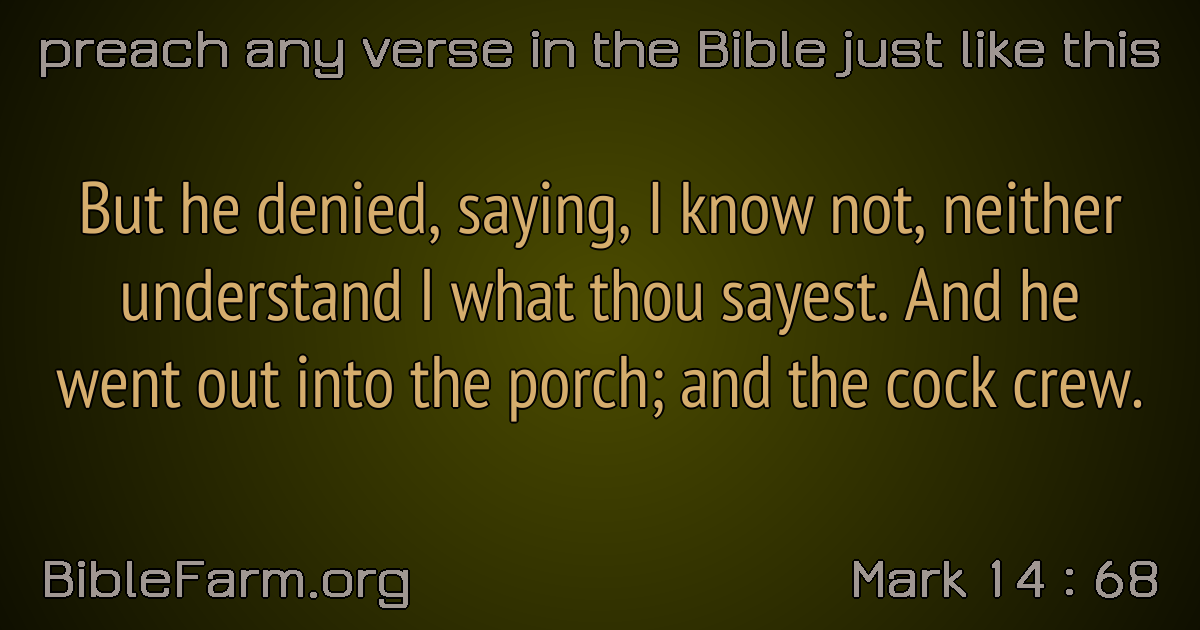 preach any verse in the Bible just like this
But he denied, saying, I know not, neither
understand I what thou sayest. And he
went out into the porch; and the cock crew.
BibleFarm.org
Mark 14 : 68